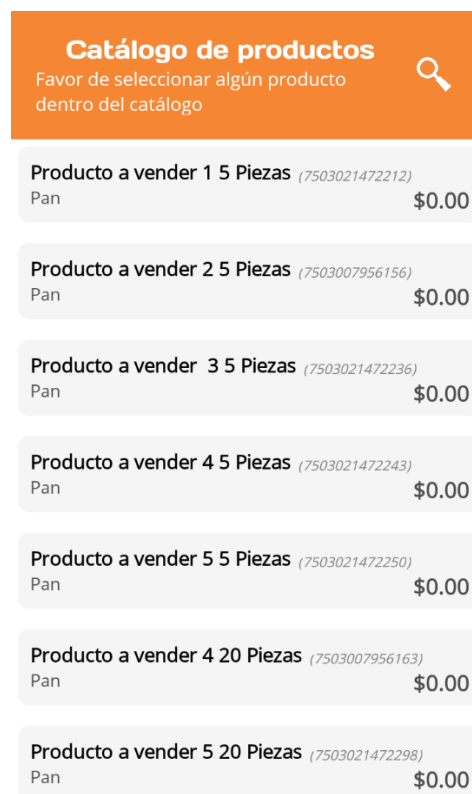 Catálogo de productos
Favor de seleccionar algún producto
dentro del catálogo
Producto a vender 1 5 Piezas (7503021472212)
Pan
$0.00
Producto a vender 2 5 Piezas (7503007956156)
Pan
$0.00
Producto a vender  3 5 Piezas (7503021472236)
Pan
$0.00
Producto a vender 4 5 Piezas (7503021472243)
Pan
$0.00
Producto a vender 5 5 Piezas (7503021472250)
Pan
$0.00
Producto a vender 4 20 Piezas (7503007956163)
Pan
$0.00
Producto a vender 5 20 Piezas (7503021472298)
Pan
$0.00